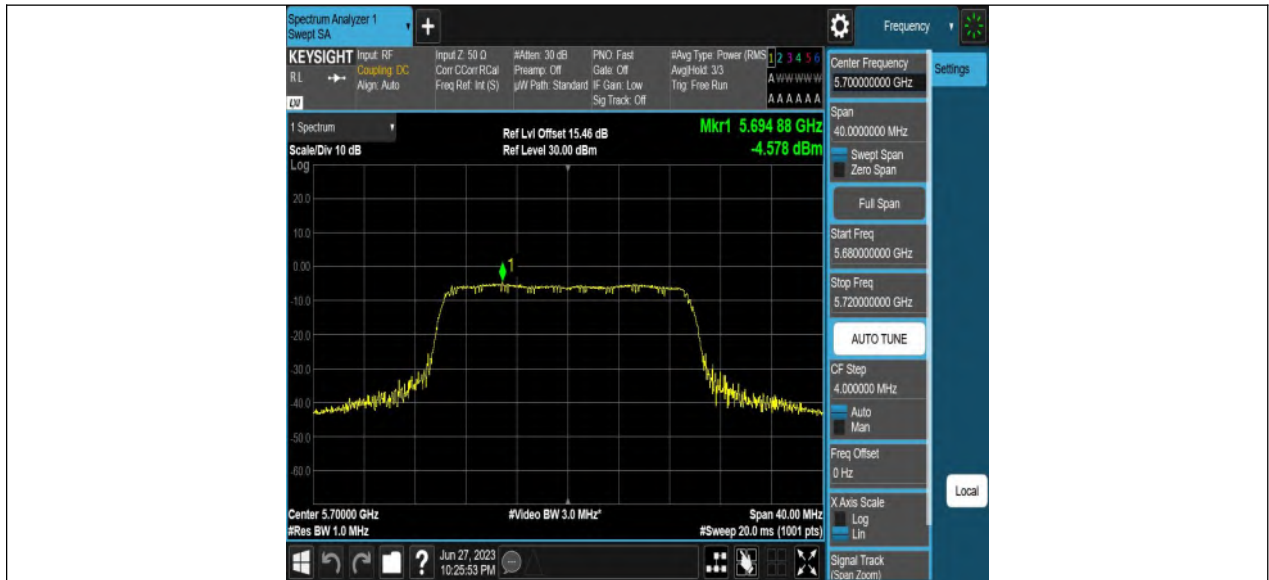 Spectrum Analyzer 1
Swept SA
+
Frequency
KEYSIGHT
RL
LXI
Input: RF
Coupling: DC
Align: Auto
Input Z: 50 Ω
Corr CCorr RCal
Freq Ref: Int (S)
#Atten: 30 dB
Preamp: Off
µW Path: Standard
PNO: Fast
Gate: Off
IF Gain: Low
Sig Track: Off
#Avg Type: Power (RMS
Avg|Hold: 3/3
Trig: Free Run
1 2 3 4 5 6
A W W W W W
A A A A A A
1 Spectrum
Scale/Div 10 dB
Log
Ref Lvl Offset 15.46 dB
Ref Level 30.00 dBm
Mkr1 5.694 88 GHz
-4.578 dBm
20.0
10.0
0.00
-10.0
-20.0
-30.0
-40.0
-50.0
-60.0
1
Center 5.70000 GHz
#Res BW 1.0 MHz
#Video BW 3.0 MHz*
Span 40.00 MHz
#Sweep 20.0 ms (1001 pts)
?
Jun 27, 2023
10:25:53 PM
Center Frequency
5.700000000 GHz
Span
40.0000000 MHz
Swept Span
Zero Span
Full Span
Start Freq
5.680000000 GHz
Stop Freq
5.720000000 GHz
AUTO TUNE
CF Step
4.000000 MHz
Auto
Man
Freq Offset
0 Hz
X Axis Scale
Log
Lin
Signal Track
(Span Zoom)
Settings
Local